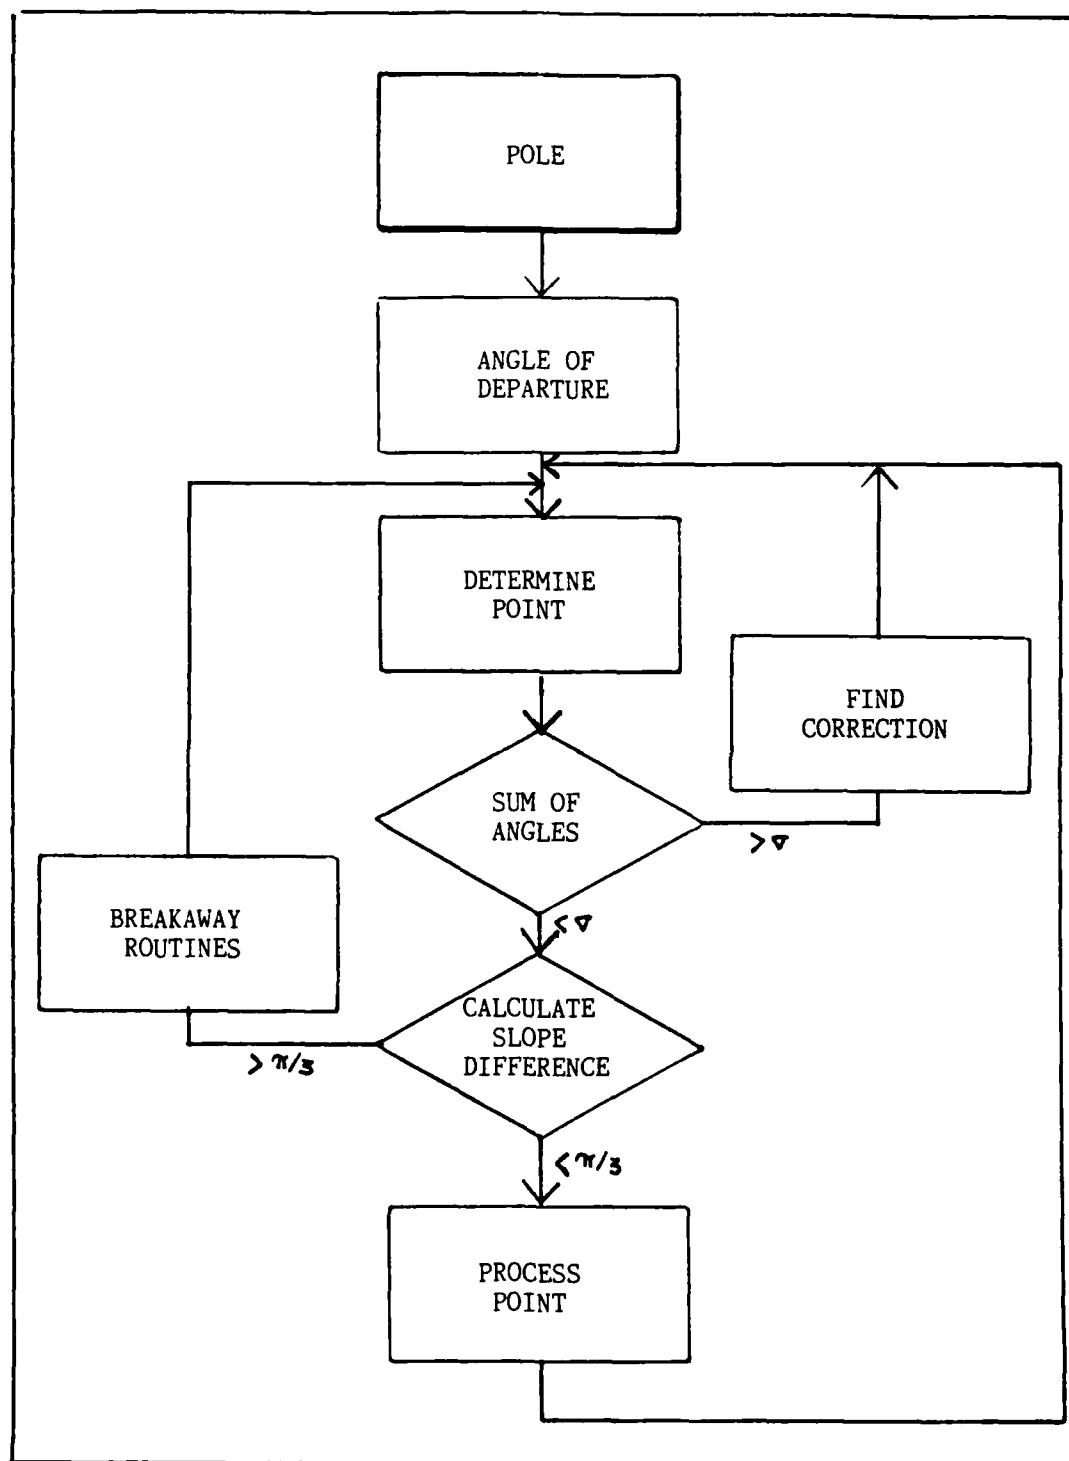 POLE
ANGLE OF
DEPARTURE
DETERMINE
POINT
FIND
CORRECTION
SUM OF
ANGLES
>∇
BREAKAWAY
ROUTINES
<∇
CALCULATE
SLOPE
DIFFERENCE
>π/3
<π/3
PROCESS
POINT